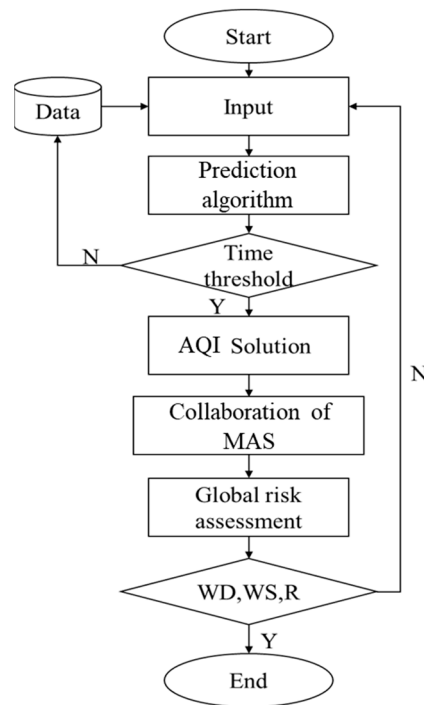 Start
Data
Input
Prediction
algorithm
N
Time
threshold
Y
AQI Solution
N
Collaboration of
MAS
Global risk
assessment
WD,WS,R
Y
End